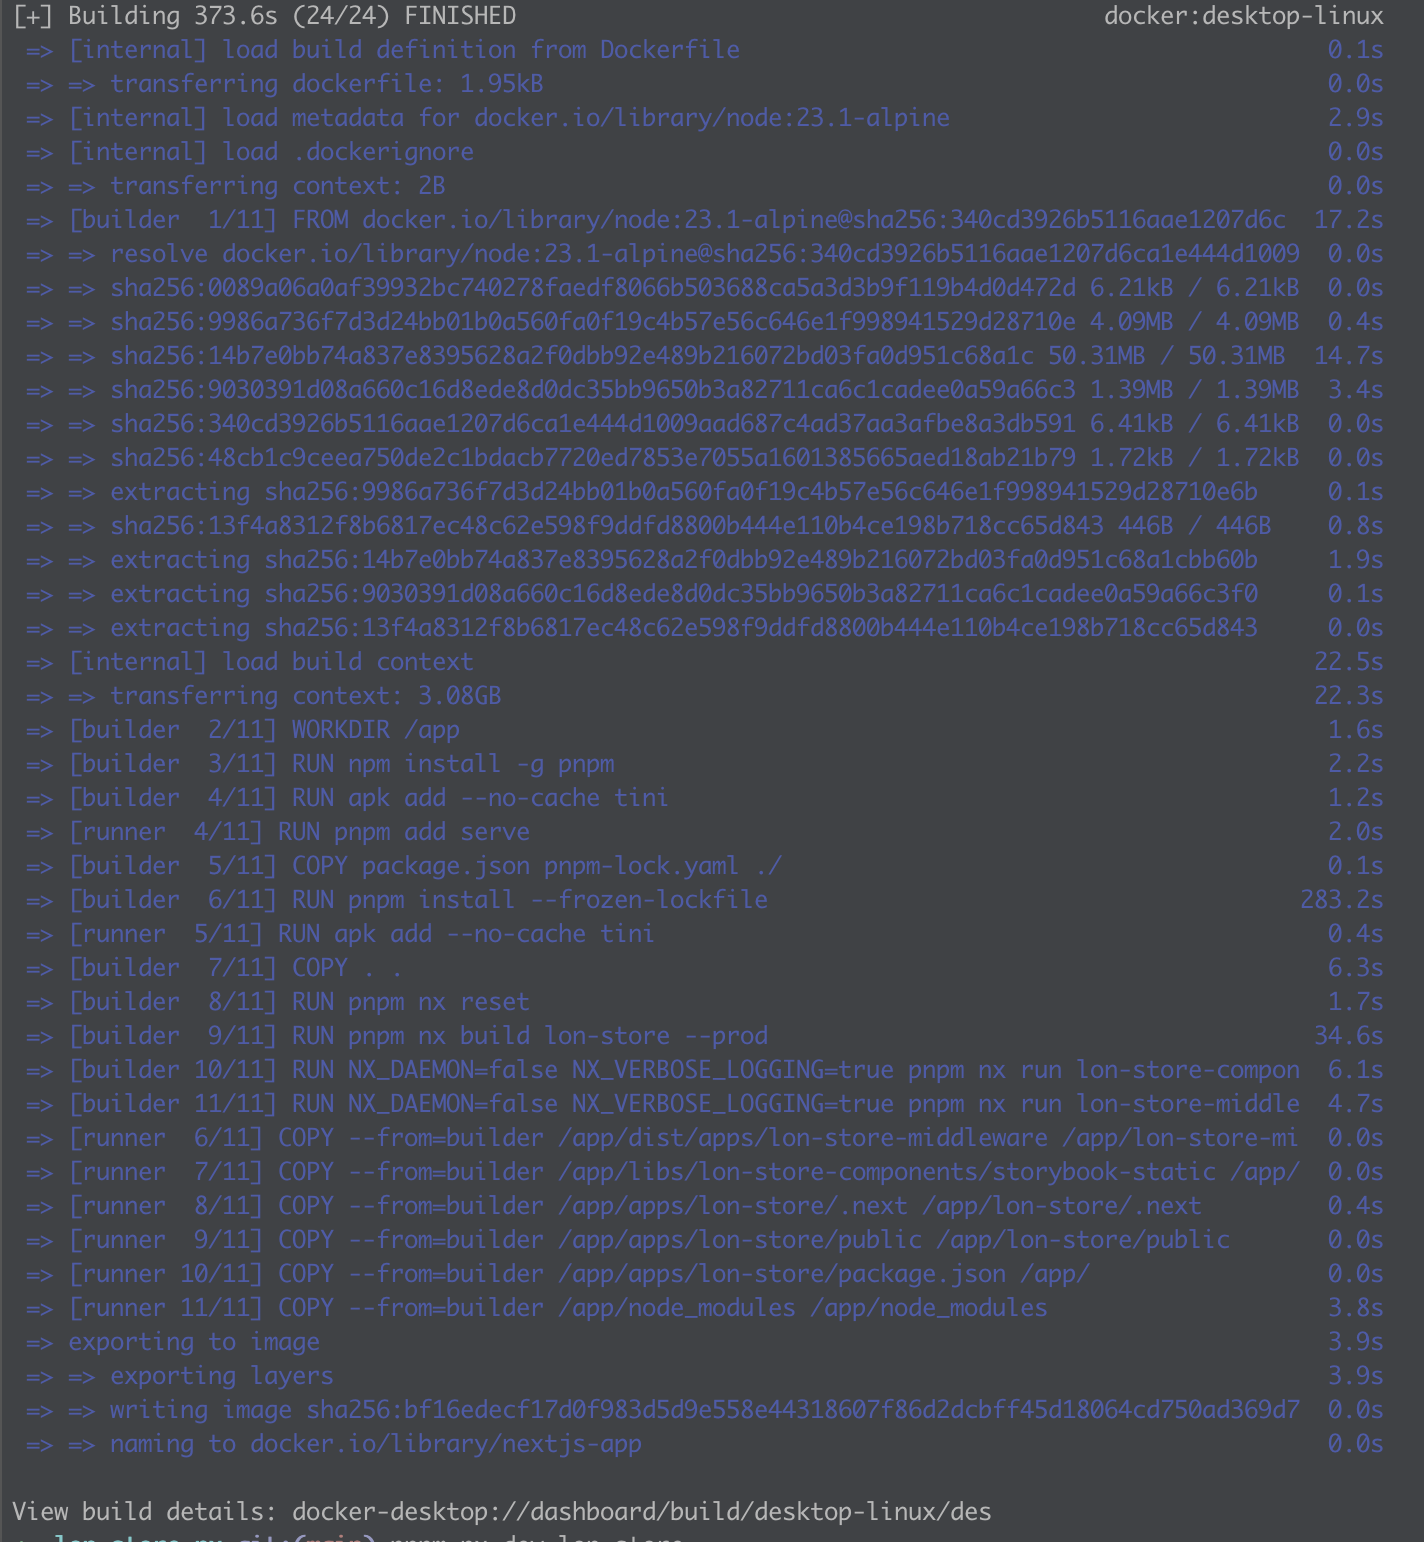 [+] Building 373.6s (24/24) FINISHED docker:desktop-linux
=> [internal] load build definition from Dockerfile 0.1s
=> => transferring dockerfile: 1.95kB 0.0s
=> [internal] load metadata for docker.io/library/node:23.1-alpine 2.9s
=> [internal] load .dockerignore 0.0s
=> => transferring context: 2B 0.0s
=> [builder  1/11] FROM docker.io/library/node:23.1-alpine@sha256:340cd3926b5116aae1207d6c 17.2s
=> => resolve docker.io/library/node:23.1-alpine@sha256:340cd3926b5116aae1207d6ca1e444d1009 0.0s
=> => sha256:0089a06a0af39932bc740278faedf8066b503688ca5a3d3b9f119b4d0d472d 6.21kB / 6.21kB 0.0s
=> => sha256:9986a736f7d3d24bb01b0a560fa0f19c4b57e56c646e1f998941529d28710e 4.09MB / 4.09MB 0.4s
=> => sha256:14b7e0bb74a837e8395628a2f0dbb92e489b216072bd03fa0d951c68a1c 50.31MB / 50.31MB 14.7s
=> => sha256:9030391d08a660c16d8ede8d0dc35bb9650b3a82711ca6c1cadee0a59a66c3 1.39MB / 1.39MB 3.4s
=> => sha256:340cd3926b5116aae1207d6ca1e444d1009aad687c4ad37aa3afbe8a3db591 6.41kB / 6.41kB 0.0s
=> => sha256:48cb1c9ceea750de2c1bdacb7720ed7853e7055a1601385665aed18ab21b79 1.72kB / 1.72kB 0.0s
=> => extracting sha256:9986a736f7d3d24bb01b0a560fa0f19c4b57e56c646e1f998941529d28710e6b 0.1s
=> => sha256:13f4a8312f8b6817ec48c62e598f9ddfd8800b444e110b4ce198b718cc65d843 446B / 446B 0.8s
=> => extracting sha256:14b7e0bb74a837e8395628a2f0dbb92e489b216072bd03fa0d951c68a1cbb60b 1.9s
=> => extracting sha256:9030391d08a660c16d8ede8d0dc35bb9650b3a82711ca6c1cadee0a59a66c3f0 0.1s
=> => extracting sha256:13f4a8312f8b6817ec48c62e598f9ddfd8800b444e110b4ce198b718cc65d843 0.0s
=> [internal] load build context 22.5s
=> => transferring context: 3.08GB 22.3s
=> [builder  2/11] WORKDIR /app 1.6s
=> [builder  3/11] RUN npm install -g pnpm 2.2s
=> [builder  4/11] RUN apk add --no-cache tini 1.2s
=> [runner  4/11] RUN pnpm add serve 2.0s
=> [builder  5/11] COPY package.json pnpm-lock.yaml ./ 0.1s
=> [builder  6/11] RUN pnpm install --frozen-lockfile 283.2s
=> [runner  5/11] RUN apk add --no-cache tini 0.4s
=> [builder  7/11] COPY . . 6.3s
=> [builder  8/11] RUN pnpm nx reset 1.7s
=> [builder  9/11] RUN pnpm nx build lon-store --prod 34.6s
=> [builder 10/11] RUN NX_DAEMON=false NX_VERBOSE_LOGGING=true pnpm nx run lon-store-compon 6.1s
=> [builder 11/11] RUN NX_DAEMON=false NX_VERBOSE_LOGGING=true pnpm nx run lon-store-middle 4.7s
=> [runner  6/11] COPY --from=builder /app/dist/apps/lon-store-middleware /app/lon-store-mi 0.0s
=> [runner  7/11] COPY --from=builder /app/libs/lon-store-components/storybook-static /app/ 0.0s
=> [runner  8/11] COPY --from=builder /app/apps/lon-store/.next /app/lon-store/.next 0.4s
=> [runner  9/11] COPY --from=builder /app/apps/lon-store/public /app/lon-store/public 0.0s
=> [runner 10/11] COPY --from=builder /app/apps/lon-store/package.json /app/ 0.0s
=> [runner 11/11] COPY --from=builder /app/node_modules /app/node_modules 3.8s
=> exporting to image 3.9s
=> => exporting layers 3.9s
=> => writing image sha256:bf16edecf17d0f983d5d9e558e44318607f86d2dcbff45d18064cd750ad369d7 0.0s
=> => naming to docker.io/library/nextjs-app 0.0s
View build details: docker-desktop://dashboard/build/desktop-linux/des